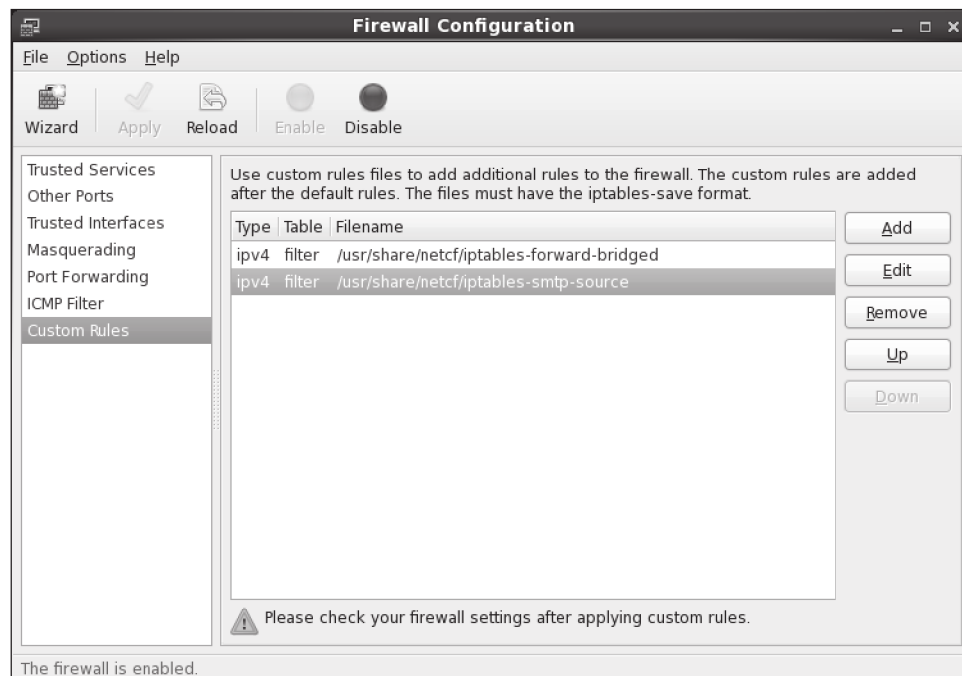 Firewall Configuration
File Options Help
Wizard Apply Reload Enable Disable
Trusted Services
Other Ports
Trusted Interfaces
Masquerading
Port Forwarding
ICMP Filter
Custom Rules
Use custom rules files to add additional rules to the firewall. The custom rules are added
after the default rules. The files must have the iptables-save format.
Type Table Filename
ipv4 filter /usr/share/netcf/iptables-forward-bridged
ipv4 filter /usr/share/netcf/iptables-smtp-source
Add
Edit
Remove
Up
Down
Please check your firewall settings after applying custom rules.
The firewall is enabled.